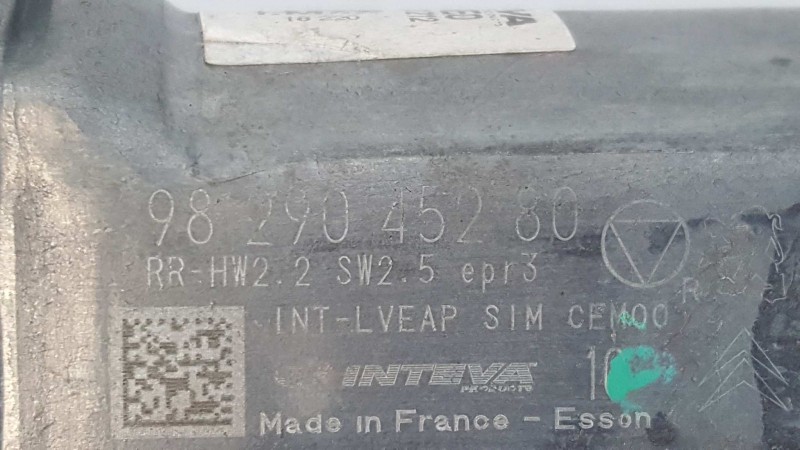 98 290 452 80
RR-HW2.2 SW2.5 epr3
R
INT-LVEAP SIM CEM00
INTEVA
PRODUCTS
Made in France - Esson